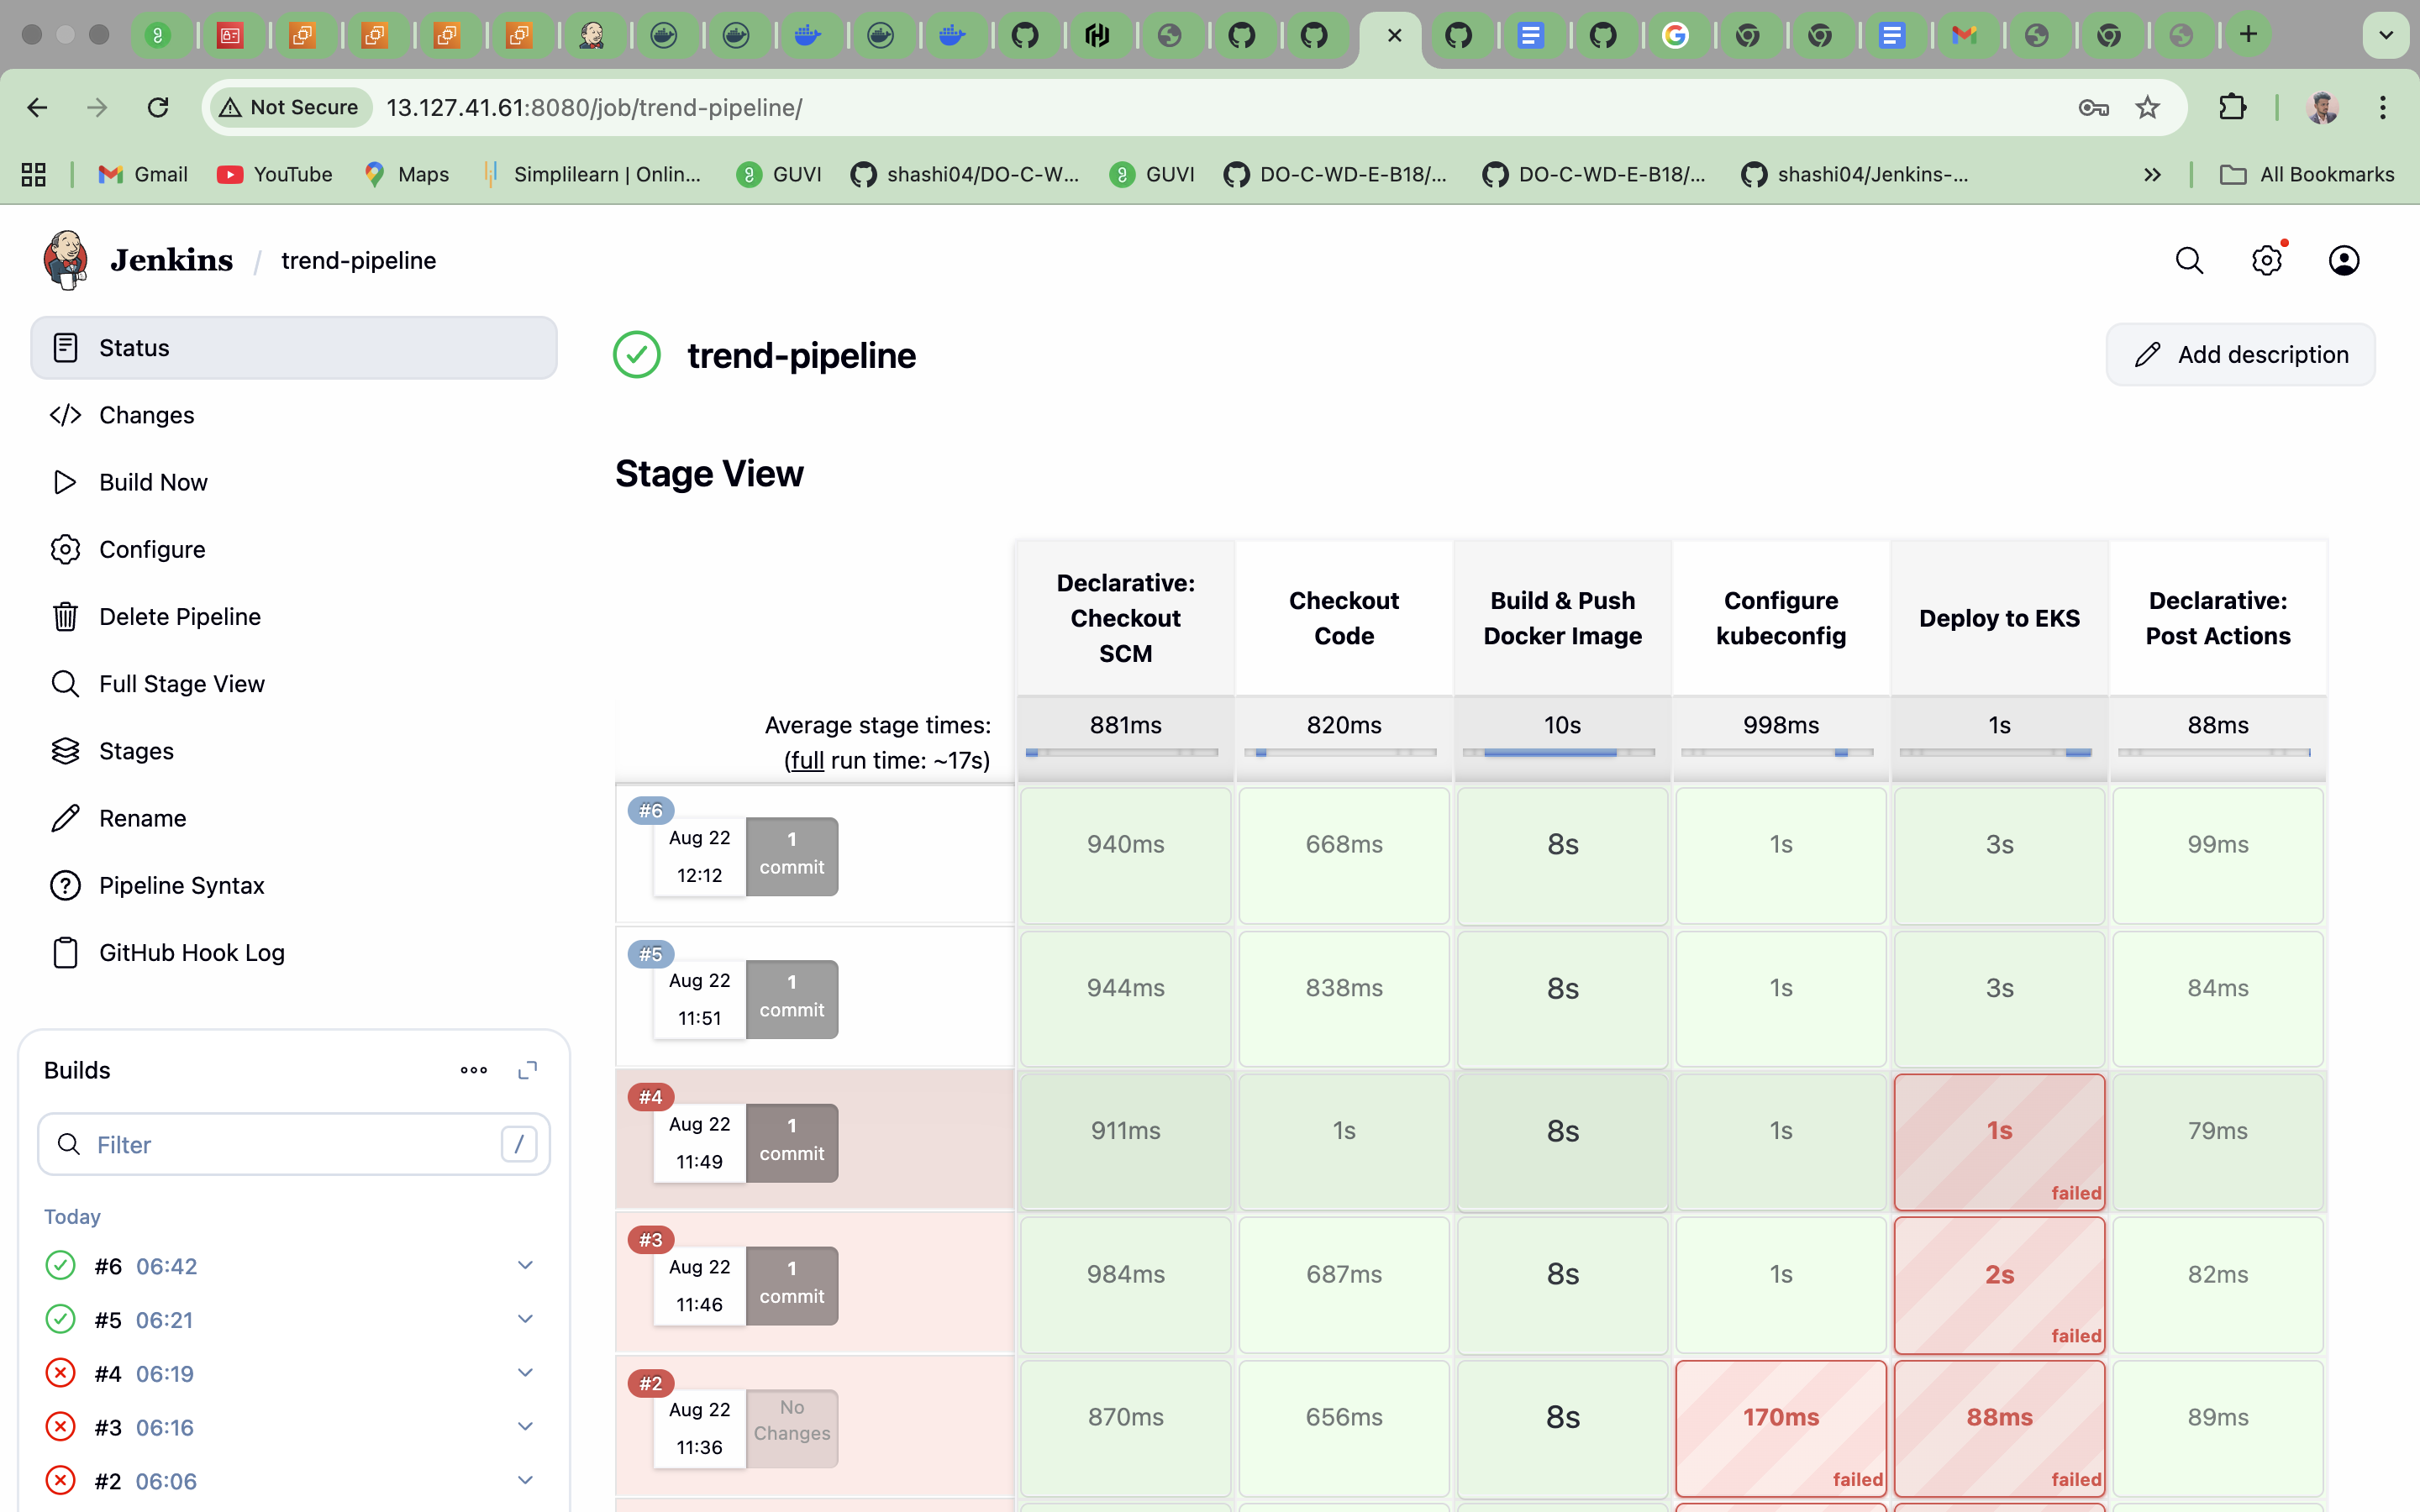 Not Secure
13.127.41.61:8080/job/trend-pipeline/
Gmail
YouTube
Maps
Simplilearn | Onlin...
GUVI
shashi04/DO-C-W...
GUVI
DO-C-WD-E-B18/...
DO-C-WD-E-B18/...
shashi04/Jenkins-...
All Bookmarks
Jenkins / trend-pipeline
Status
Changes
Build Now
Configure
Delete Pipeline
Full Stage View
Stages
Rename
Pipeline Syntax
GitHub Hook Log
Builds
Filter
/
Today
#6 06:42
#5 06:21
#4 06:19
#3 06:16
#2 06:06
trend-pipeline
Add description
Stage View
Declarative:
Checkout
SCM
Checkout
Code
Build & Push
Docker Image
Configure
kubeconfig
Deploy to EKS
Declarative:
Post Actions
Average stage times:
(full run time: ~17s)
881ms
820ms
10s
998ms
1s
88ms
#6
Aug 22
12:12
1
commit
940ms
668ms
8s
1s
3s
99ms
#5
Aug 22
11:51
1
commit
944ms
838ms
8s
1s
3s
84ms
#4
Aug 22
11:49
1
commit
911ms
1s
8s
1s
1s
failed
79ms
#3
Aug 22
11:46
1
commit
984ms
687ms
8s
1s
2s
failed
82ms
#2
Aug 22
11:36
No
Changes
870ms
656ms
8s
170ms
failed
88ms
failed
89ms